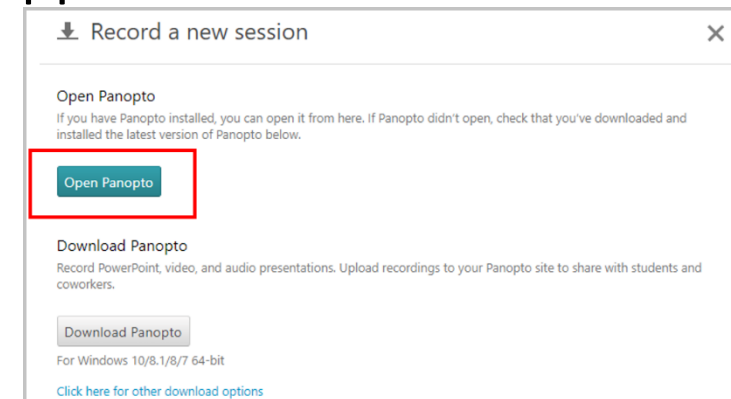 Record a new session
Open Panopto
If you have Panopto installed, you can open it from here. If Panopto didn't open, check that you've downloaded and
installed the latest version of Panopto below.
Open Panopto
Download Panopto
Record PowerPoint, video, and audio presentations. Upload recordings to your Panopto site to share with students and
coworkers.
Download Panopto
For Windows 10/8.1/8/7 64-bit
Click here for other download options